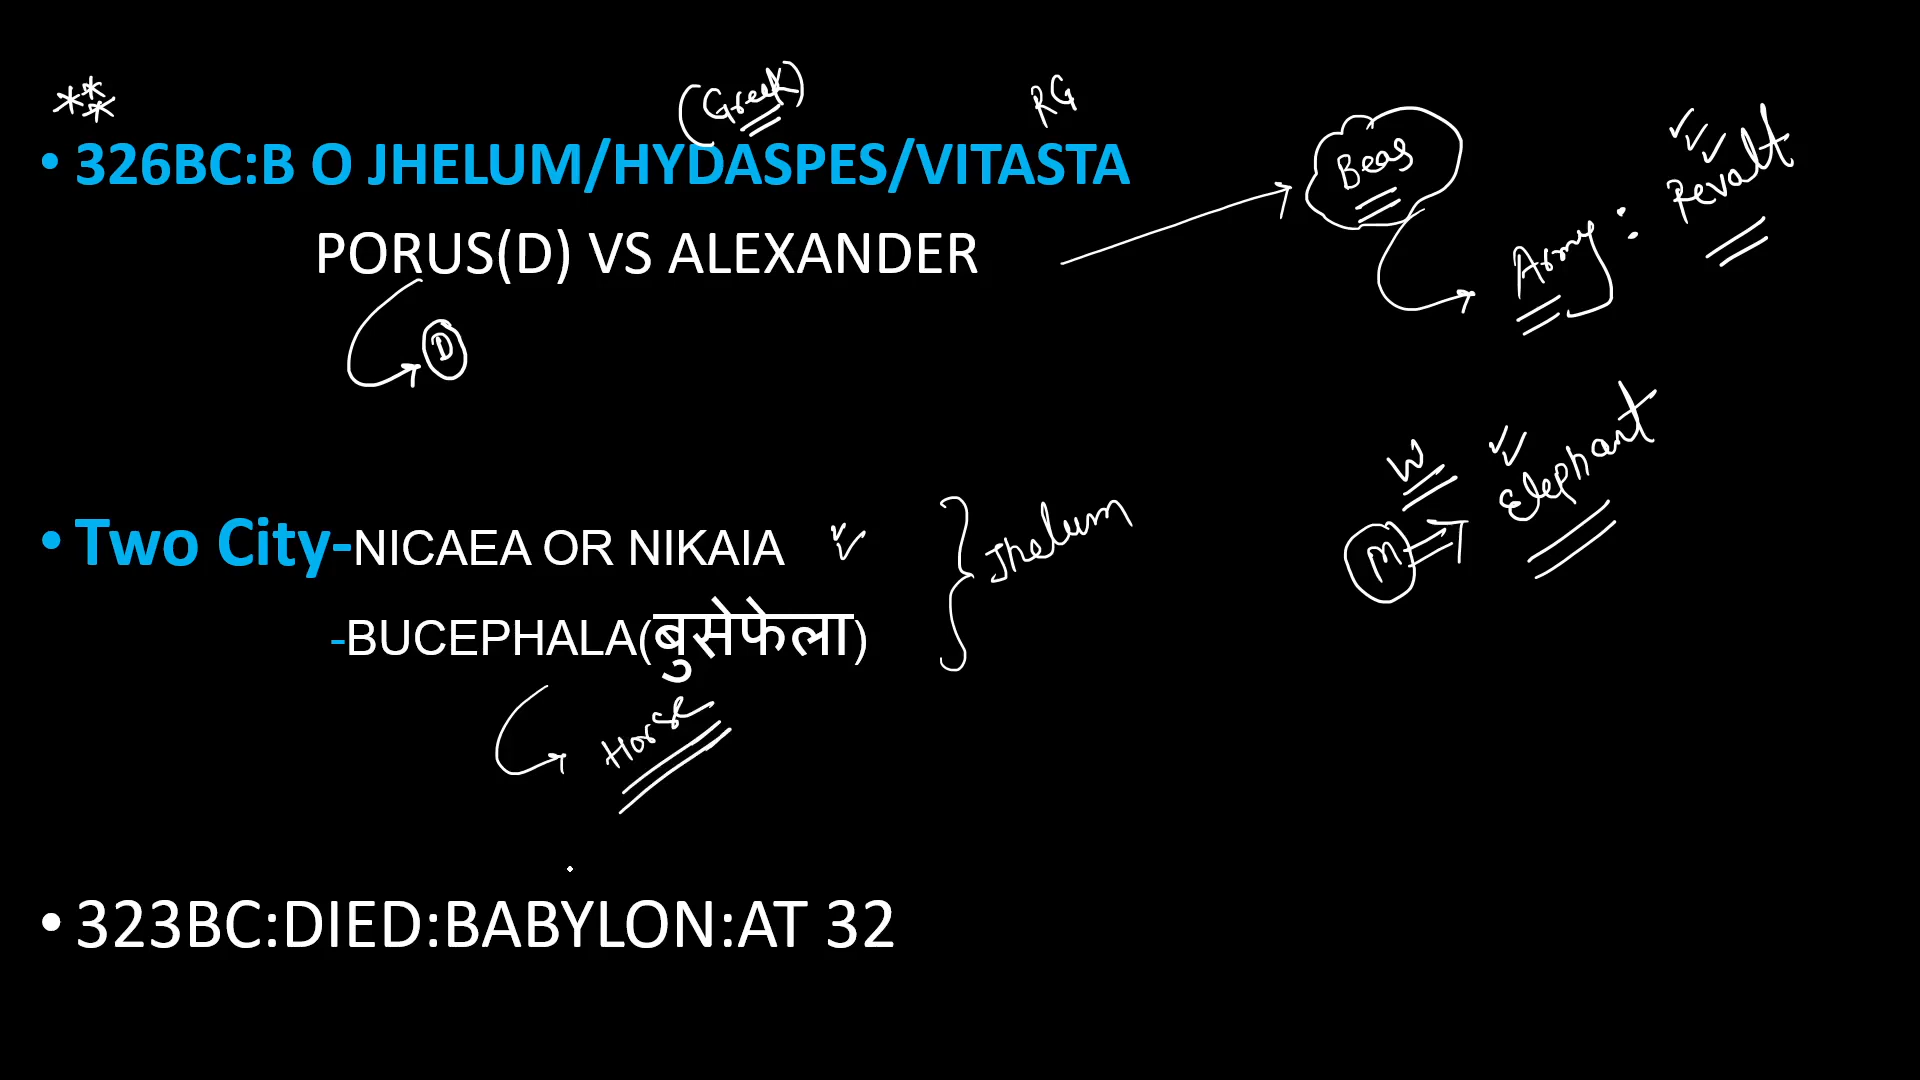 (Greek) RG
• 326BC:B O JHELUM/HYDASPES/VITASTA
PORUS(D) VS ALEXANDER
D
Beas
Army : Revolt
W
M Elephant
• Two City-NICAEA OR NIKAIA
-BUCEPHALA(बुसेफेला)
Jhelum
Horse
• 323BC:DIED:BABYLON:AT 32